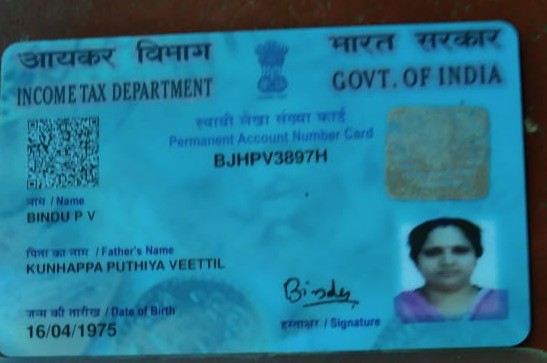 आयकर विभाग
भारत सरकार
INCOME TAX DEPARTMENT
GOVT. OF INDIA
स्थायी लेखा संख्या कार्ड
Permanent Account Number Card
BJHPV3897H
नाम / Name
BINDU P V
पिता का नाम / Father's Name
KUNHAPPA PUTHIYA VEETTIL
जन्म की तारीख / Date of Birth
16/04/1975
Bindu
हस्ताक्षर / Signature